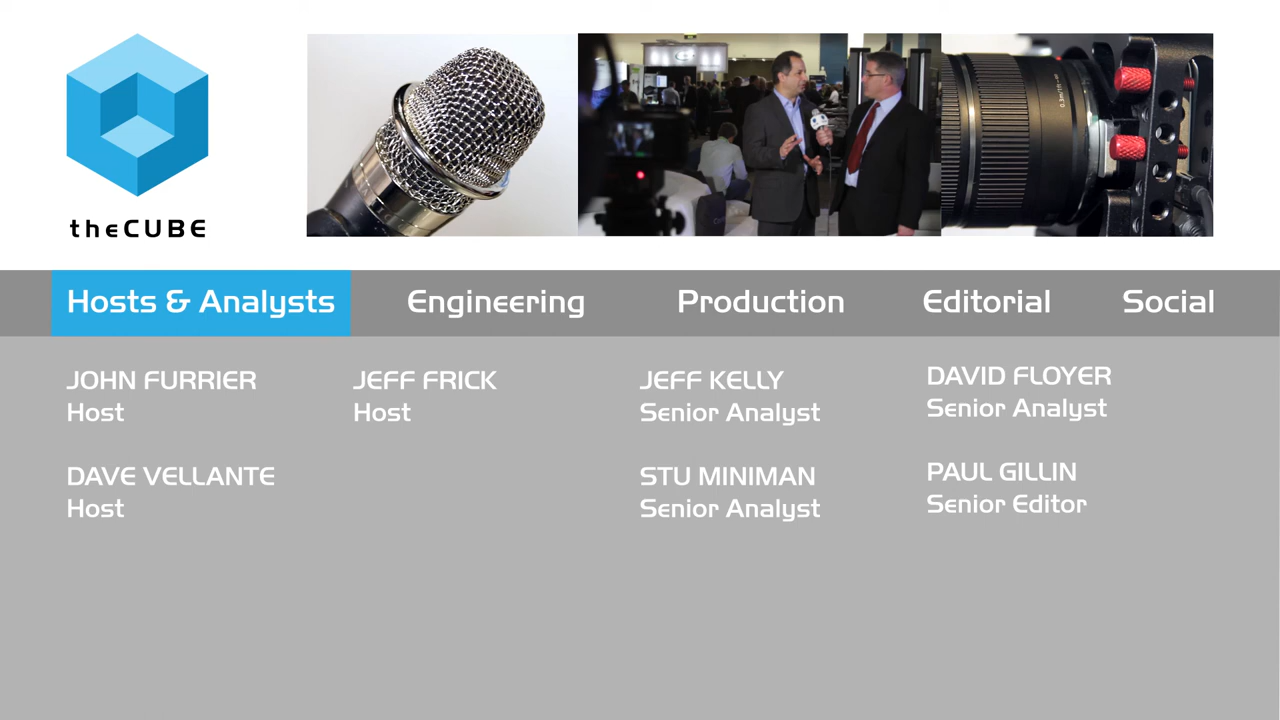 theCUBE
Hosts & Analysts
Engineering
Production
Editorial
Social
JOHN FURRIER
Host
DAVE VELLANTE
Host
JEFF FRICK
Host
JEFF KELLY
Senior Analyst
STU MINIMAN
Senior Analyst
DAVID FLOYER
Senior Analyst
PAUL GILLIN
Senior Editor